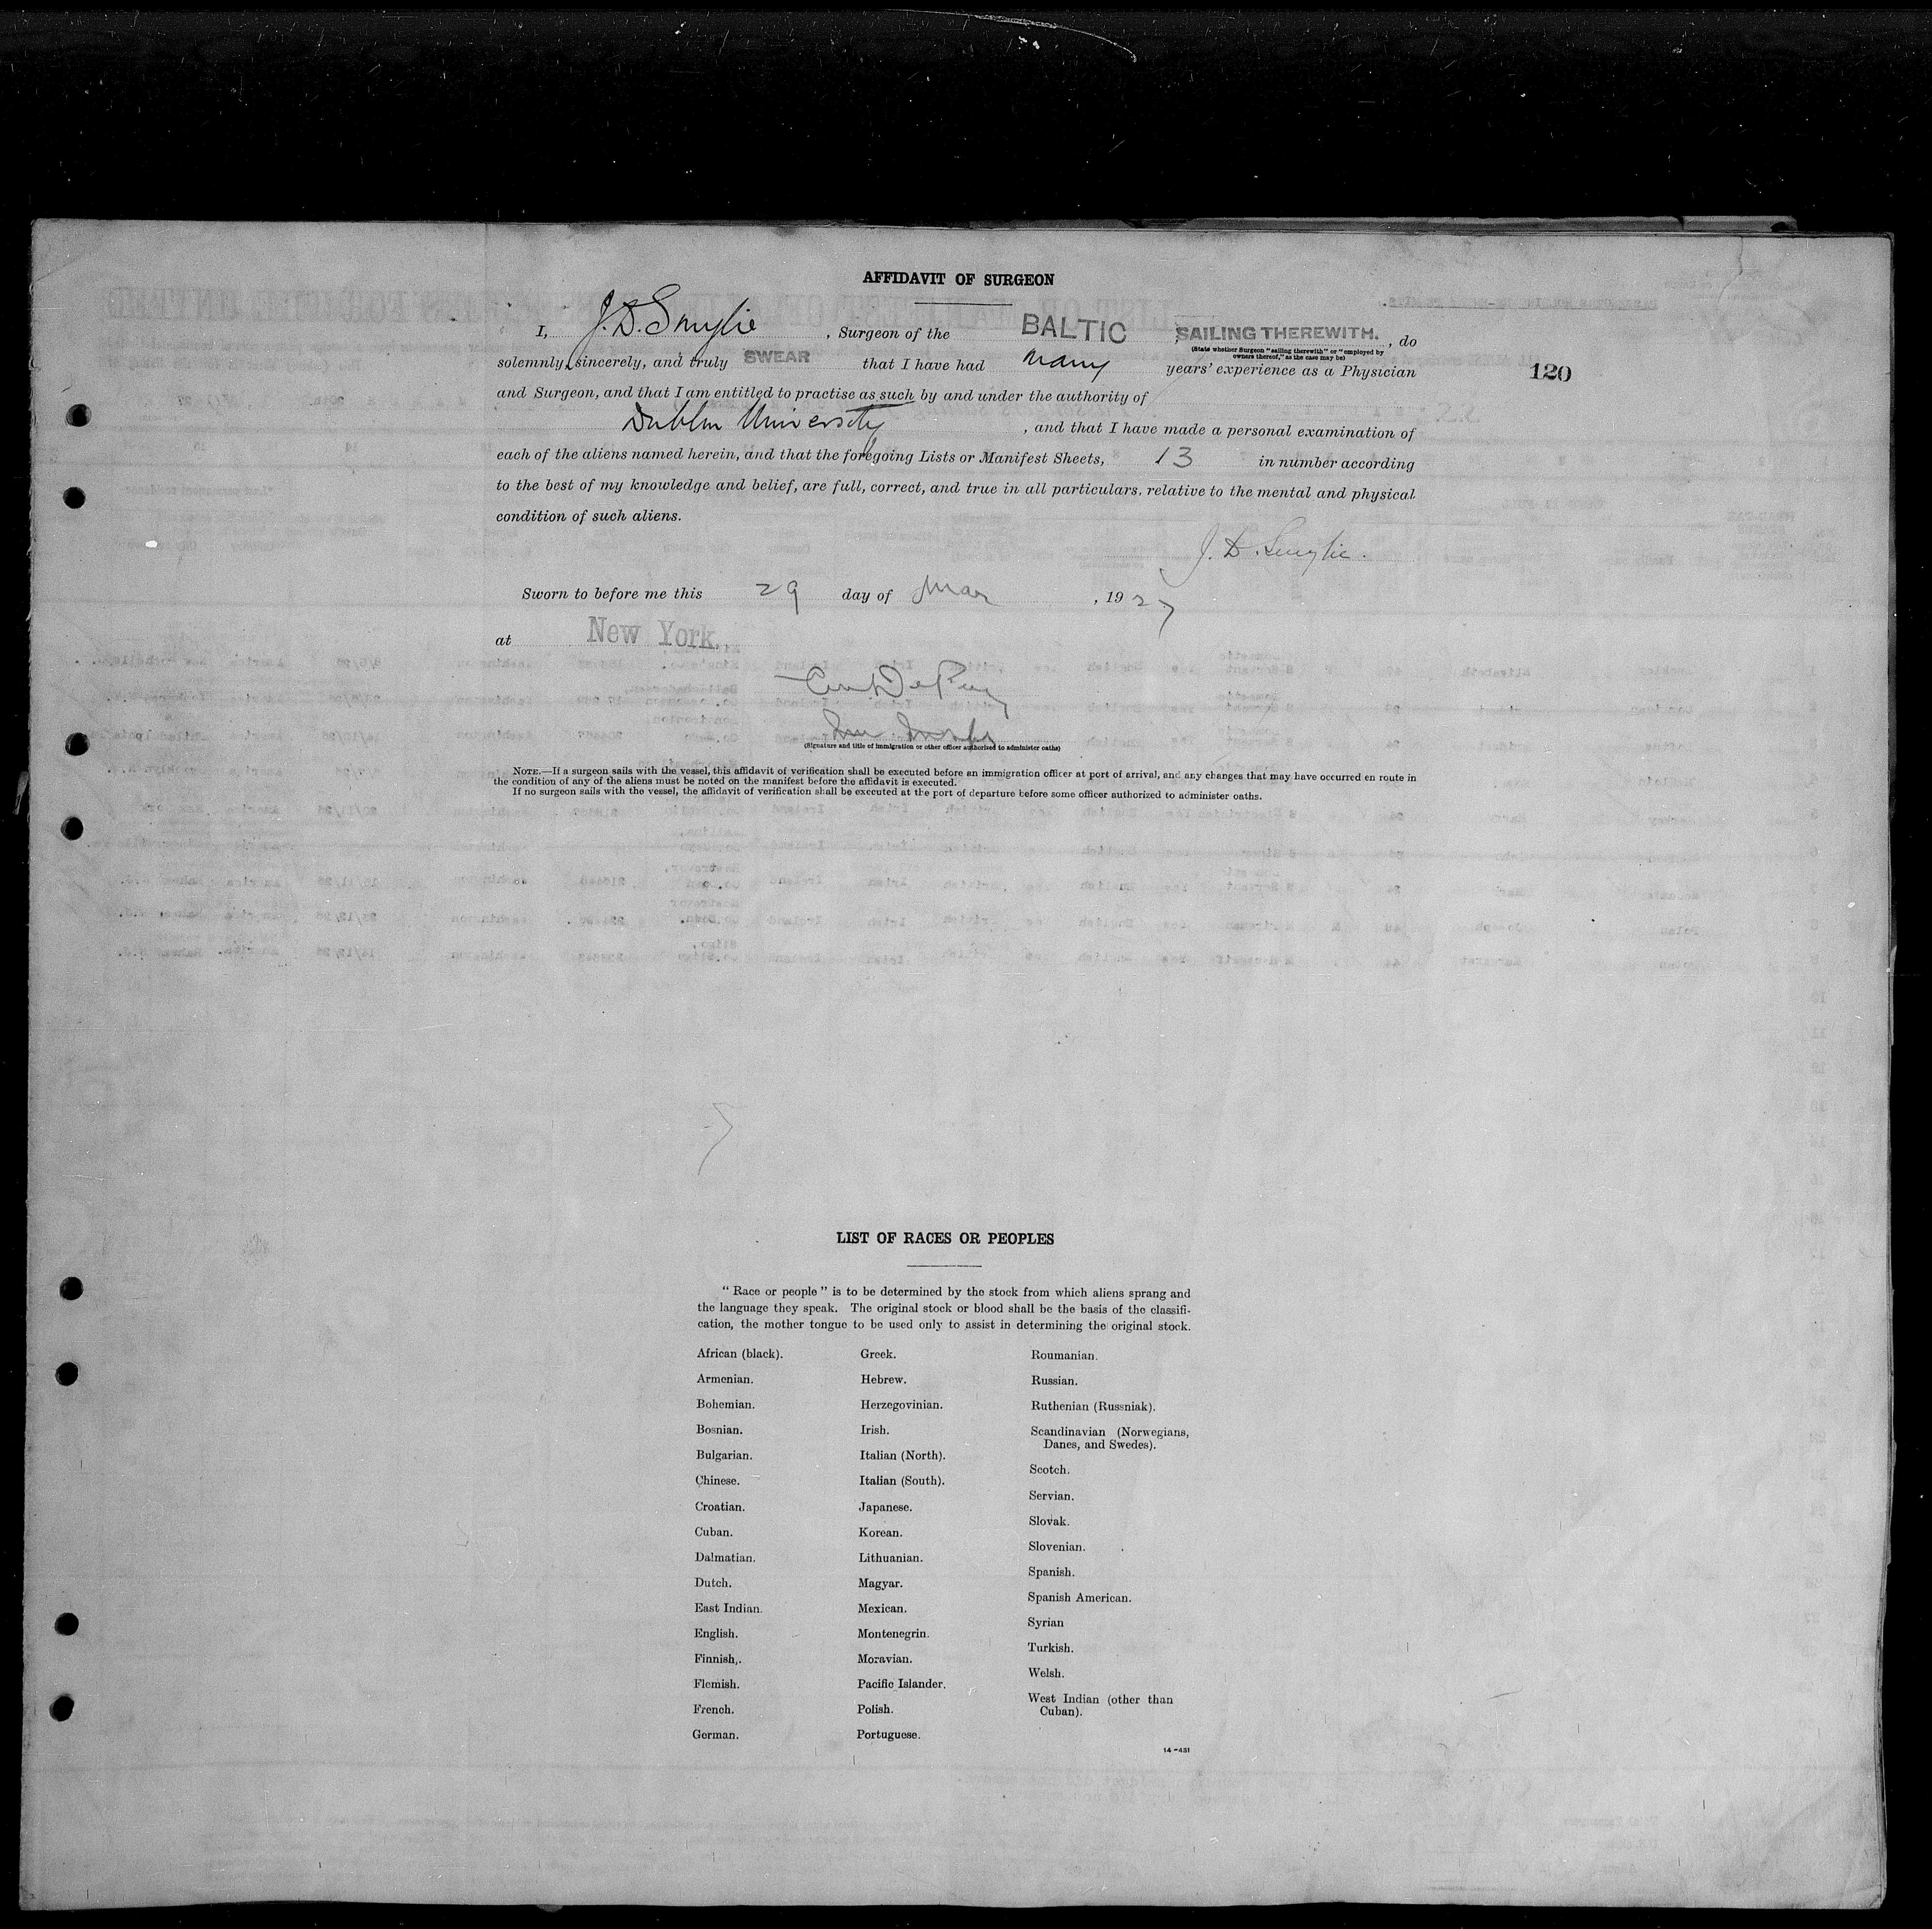 AFFIDAVIT OF SURGEON
I, J. D. Smylie, Surgeon of the BALTIC SAILING THEREWITH., do
(State whether Surgeon "sailing therewith" or "employed by
owners thereof," as the case may be)
solemnly, sincerely, and truly SWEAR that I have had many years' experience as a Physician
120
and Surgeon, and that I am entitled to practise as such by and under the authority of
Dublin University, and that I have made a personal examination of
each of the aliens named herein, and that the foregoing Lists or Manifest Sheets, 13 in number according
to the best of my knowledge and belief, are full, correct, and true in all particulars, relative to the mental and physical
condition of such aliens.
J. D. Smylie.
Sworn to before me this 29 day of Mar, 1927
at New York,
(Signature and title of immigration or other officer authorized to administer oaths)
NOTE.—If a surgeon sails with the vessel, this affidavit of verification shall be executed before an immigration officer at port of arrival, and any changes that may have occurred en route in
the condition of any of the aliens must be noted on the manifest before the affidavit is executed.
If no surgeon sails with the vessel, the affidavit of verification shall be executed at the port of departure before some officer authorized to administer oaths.
LIST OF RACES OR PEOPLES
"Race or people" is to be determined by the stock from which aliens sprang and
the language they speak. The original stock or blood shall be the basis of the classifi-
cation, the mother tongue to be used only to assist in determining the original stock.
African (black).
Armenian.
Bohemian.
Bosnian.
Bulgarian.
Chinese.
Croatian.
Cuban.
Dalmatian.
Dutch.
East Indian.
English.
Finnish.
Flemish.
French.
German.
Greek.
Hebrew.
Herzegovinian.
Irish.
Italian (North).
Italian (South).
Japanese.
Korean.
Lithuanian.
Magyar.
Mexican.
Montenegrin.
Moravian.
Pacific Islander.
Polish.
Portuguese.
Roumanian.
Russian.
Ruthenian (Russniak).
Scandinavian (Norwegians,
Danes, and Swedes).
Scotch.
Servian.
Slovak.
Slovenian.
Spanish.
Spanish American.
Syrian
Turkish.
Welsh.
West Indian (other than
Cuban).
14-431